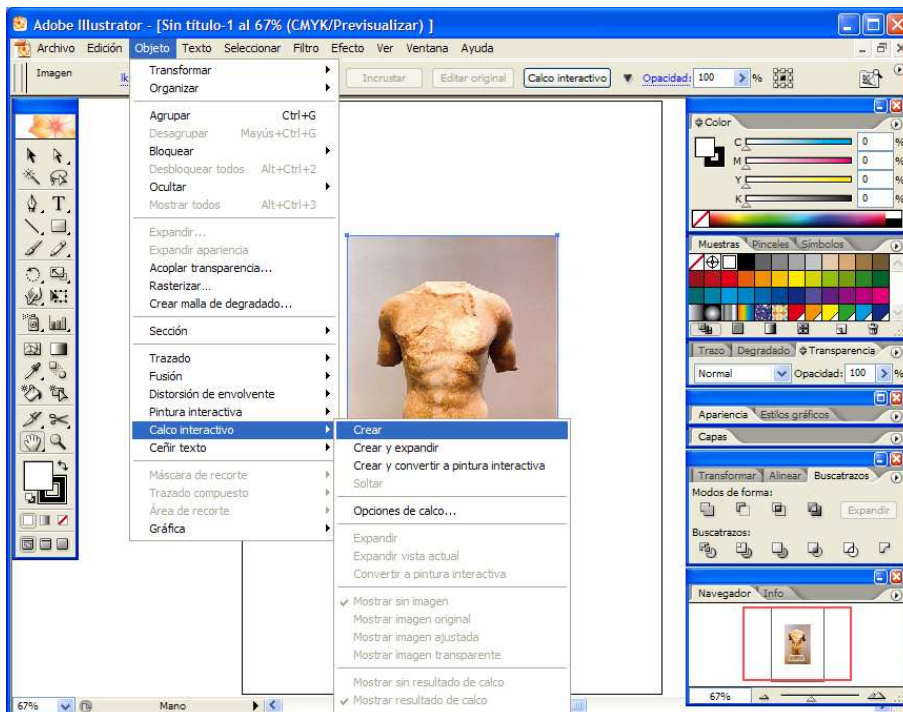 Adobe Illustrator - [Sin título-1 al 67% (CMYK/Previsualizar) ]
Archivo Edición Objeto Texto Seleccionar Filtro Efecto Ver Ventana Ayuda
Imagen
Incrustar Editar original Calco interactivo Opacidad: 100 %
Transformar
Organizar
Agrupar Ctrl+G
Desagrupar Mayús+Ctrl+G
Bloquear
Desbloquear todos Alt+Ctrl+2
Ocultar
Mostrar todos Alt+Ctrl+3
Expandir...
Expandir apariencia
Acoplar transparencia...
Rasterizar...
Crear malla de degradado...
Sección
Trazado
Fusión
Distorsión de envolvente
Pintura interactiva
Calco interactivo
Ceñir texto
Máscara de recorte
Trazado compuesto
Área de recorte
Gráfica
Crear
Crear y expandir
Crear y convertir a pintura interactiva
Soltar
Opciones de calco...
Expandir
Expandir vista actual
Convertir a pintura interactiva
Mostrar sin imagen
Mostrar imagen original
Mostrar imagen ajustada
Mostrar imagen transparente
Mostrar sin resultado de calco
Mostrar resultado de calco
Color
C 0 %
M 0 %
Y 0 %
K 0 %
Muestras Pinceles Símbolos
Trazo Degradado Transparencia
Normal Opacidad: 100 %
Apariencia Estilos gráficos
Capas
Transformar Alinear Buscatrazos
Modos de forma:
Expandir
Buscatrazos:
Navegador Info
67%
67% Mano